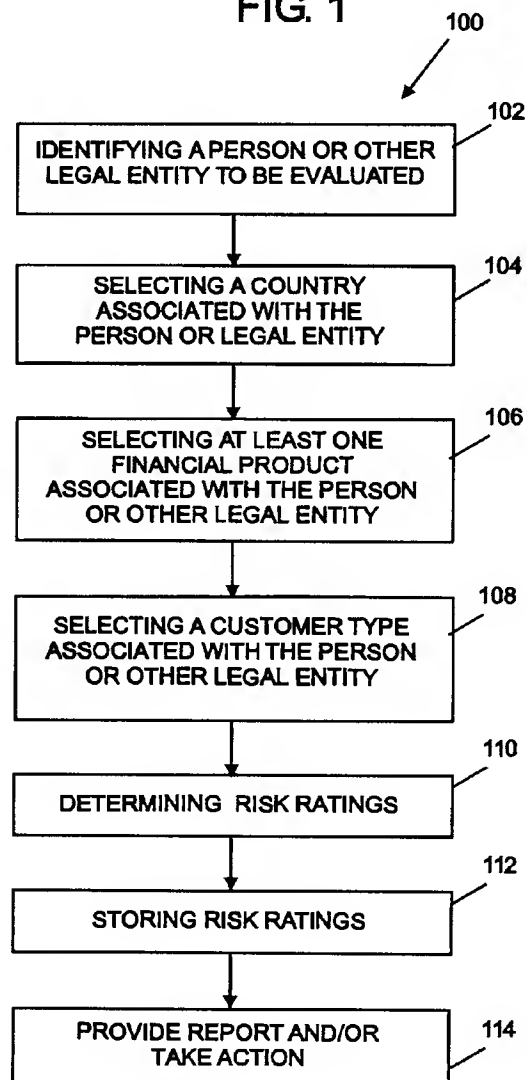 FIG. 1
100
102
IDENTIFYING A PERSON OR OTHER
LEGAL ENTITY TO BE EVALUATED
104
SELECTING A COUNTRY
ASSOCIATED WITH THE
PERSON OR LEGAL ENTITY
106
SELECTING AT LEAST ONE
FINANCIAL PRODUCT
ASSOCIATED WITH THE PERSON
OR OTHER LEGAL ENTITY
108
SELECTING A CUSTOMER TYPE
ASSOCIATED WITH THE PERSON
OR OTHER LEGAL ENTITY
110
DETERMINING RISK RATINGS
112
STORING RISK RATINGS
PROVIDE REPORT AND/OR
TAKE ACTION
114